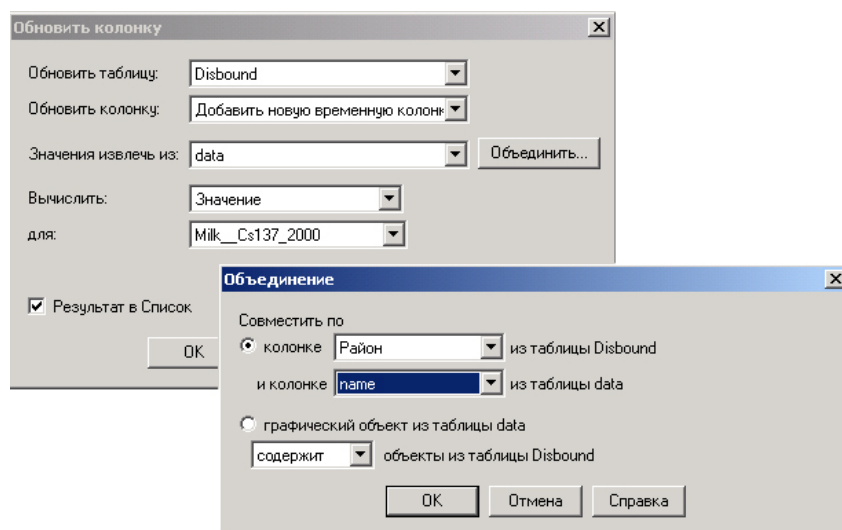 Обновить колонку
Обновить таблицу: Disbound
Обновить колонку: Добавить новую временную колонк
Значения извлечь из: data Объединить...
Вычислить: Значение
для: Milk__Cs137_2000
Результат в Список
OK
Объединение
Совместить по
колонке Район из таблицы Disbound
и колонке name из таблицы data
графический объект из таблицы data
содержит объекты из таблицы Disbound
OK Отмена Справка